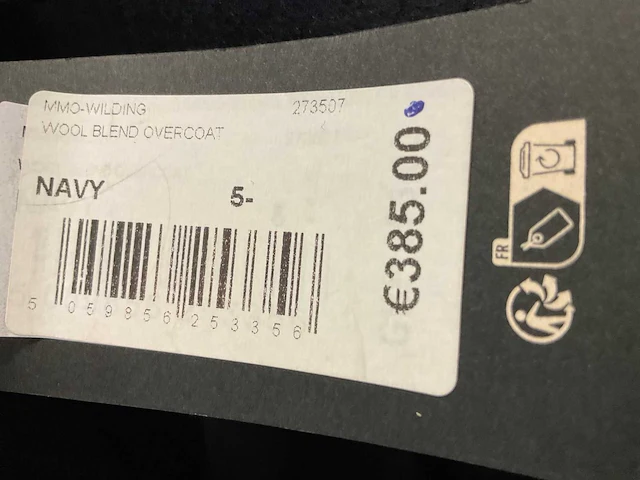 MMO-WILDING 273507
WOOL BLEND OVERCOAT
NAVY 5-
€385.00
5 059856 253356
FR